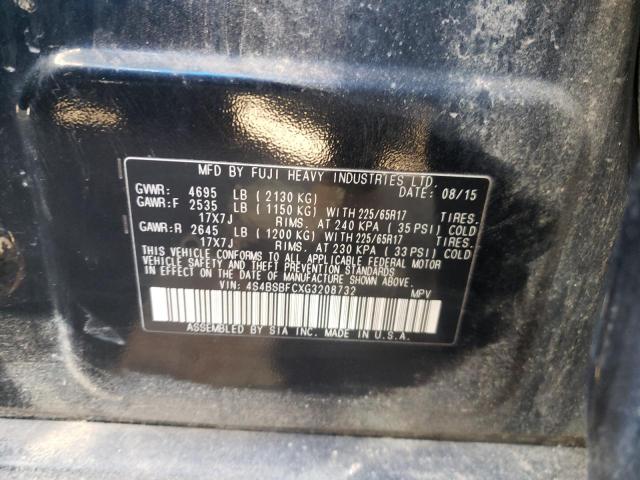 MFD BY FUJI HEAVY INDUSTRIES LTD.
GVWR: 4695 LB ( 2130 KG) DATE: 08/15
GAWR:F 2535 LB ( 1150 KG) WITH 225/65R17 TIRES.
17X7J RIMS. AT 240 KPA ( 35 PSI) COLD
GAWR:R 2645 LB ( 1200 KG) WITH 225/65R17 TIRES.
17X7J RIMS. AT 230 KPA ( 33 PSI) COLD
THIS VEHICLE CONFORMS TO ALL APPLICABLE FEDERAL MOTOR
VEHICLE SAFETY AND THEFT PREVENTION STANDARDS
IN EFFECT ON THE DATE OF MANUFACTURE SHOWN ABOVE.
VIN: 4S4BSBFCXG3208732 MPV
ASSEMBLED BY SIA INC. MADE IN U.S.A.